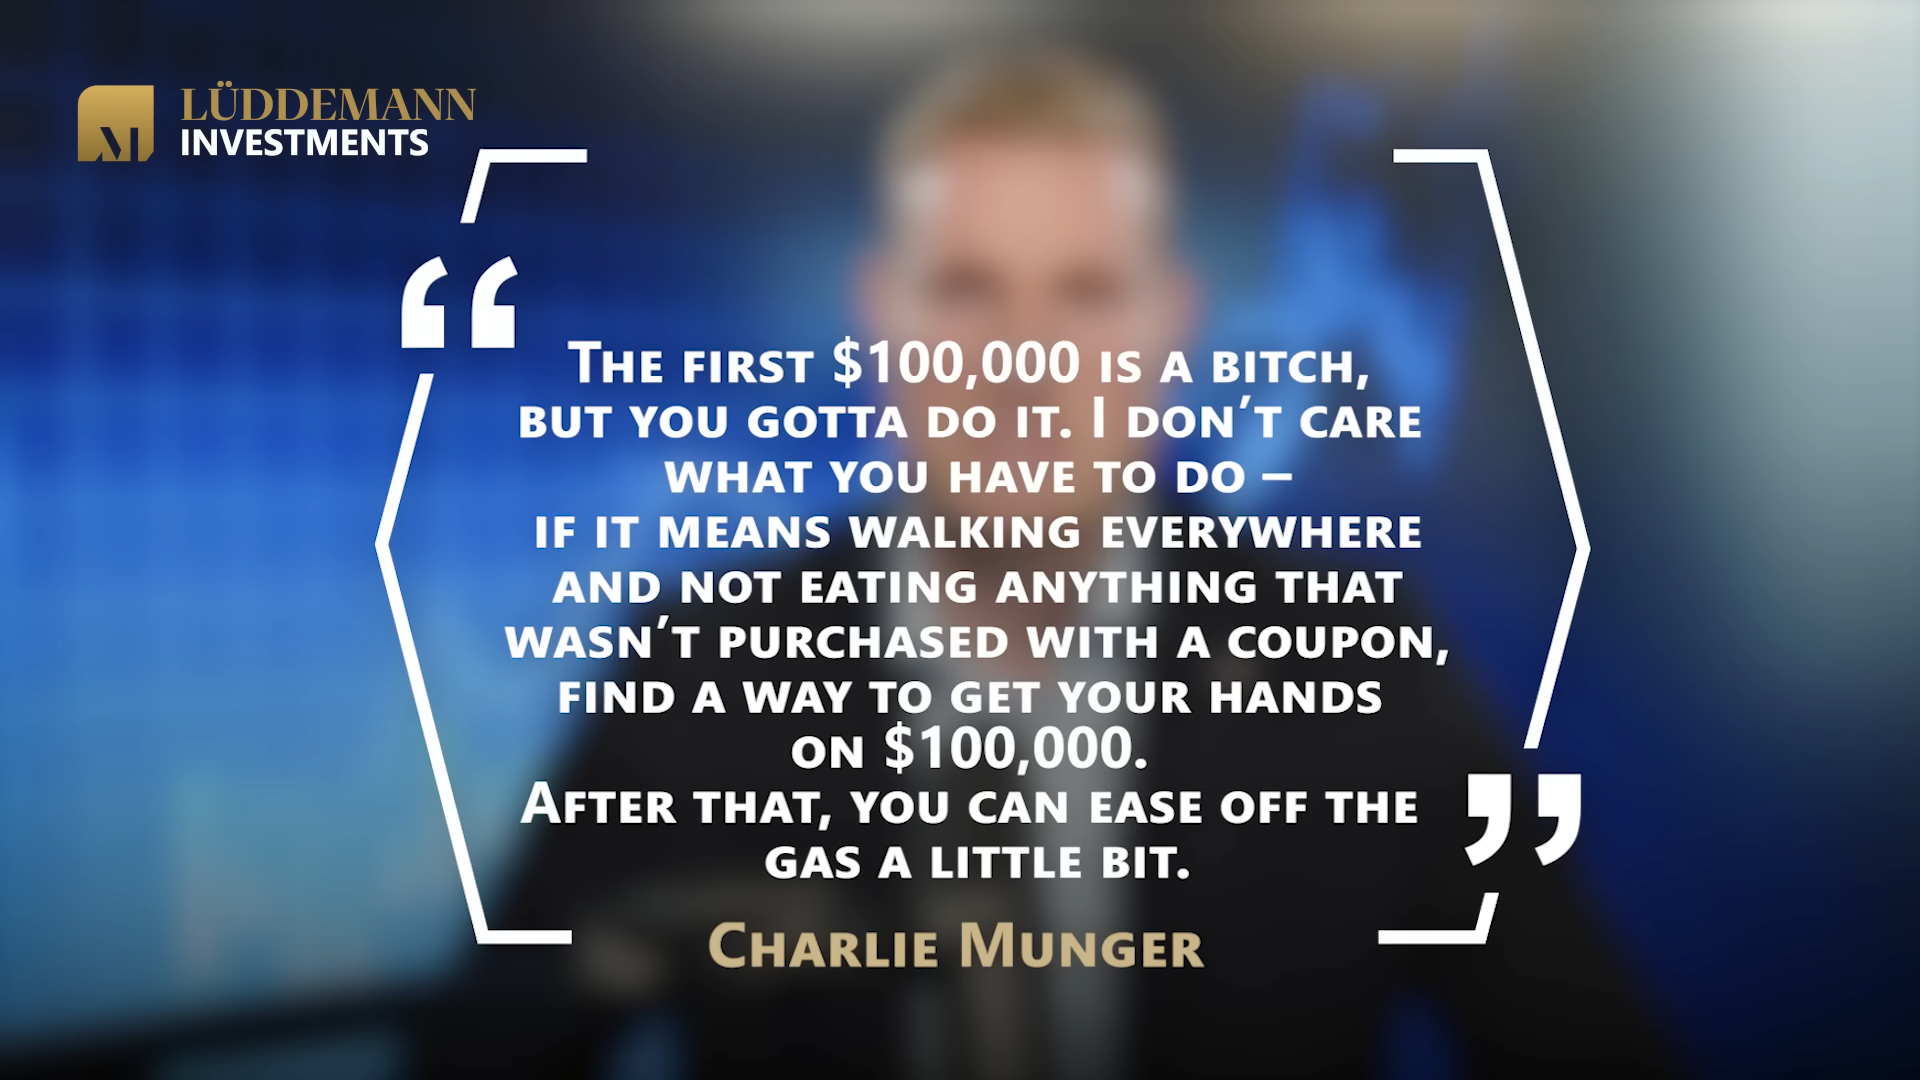 LÜDDEMANN
INVESTMENTS
“
The first $100,000 is a bitch,
but you gotta do it. I don’t care
what you have to do –
if it means walking everywhere
and not eating anything that
wasn’t purchased with a coupon,
find a way to get your hands
on $100,000.
After that, you can ease off the
gas a little bit.
”
Charlie Munger